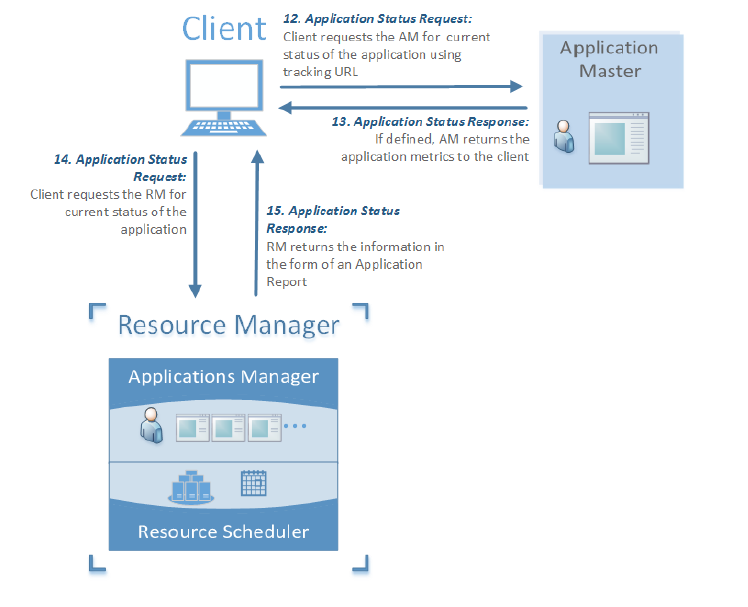 Client
12. Application Status Request:
Client requests the AM for current
status of the application using
tracking URL
Application
Master
13. Application Status Response:
If defined, AM returns the
application metrics to the client
14. Application Status
Request:
Client requests the RM for
current status of the
application
15. Application Status
Response:
RM returns the information in
the form of an Application
Report
Resource Manager
Applications Manager
Resource Scheduler